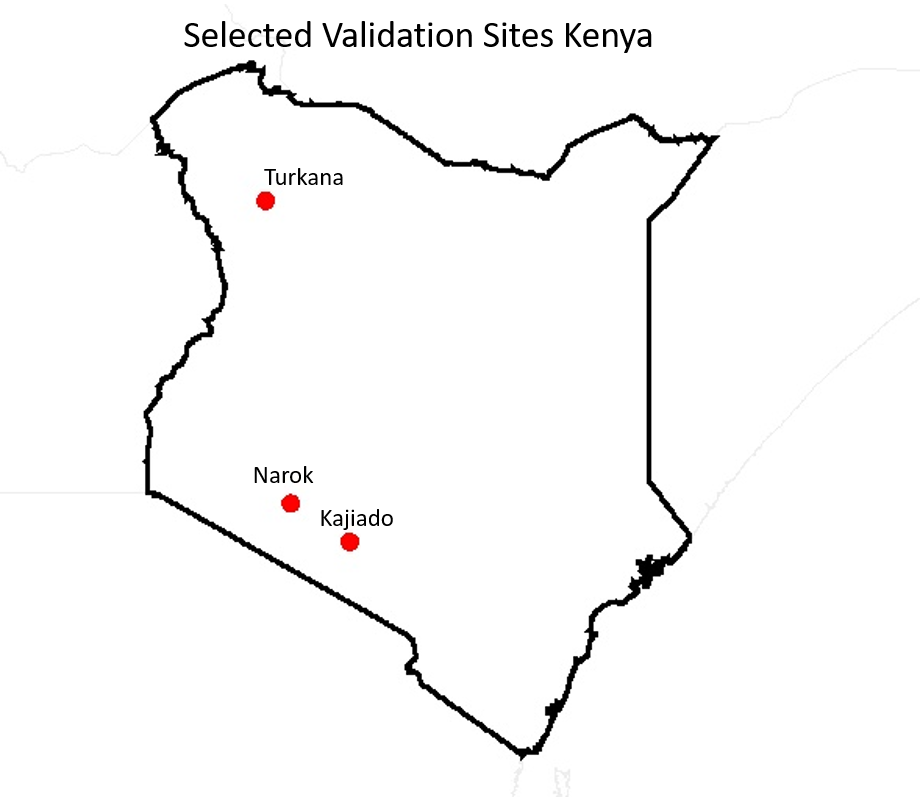 Selected Validation Sites Kenya
Turkana
Narok
Kajiado